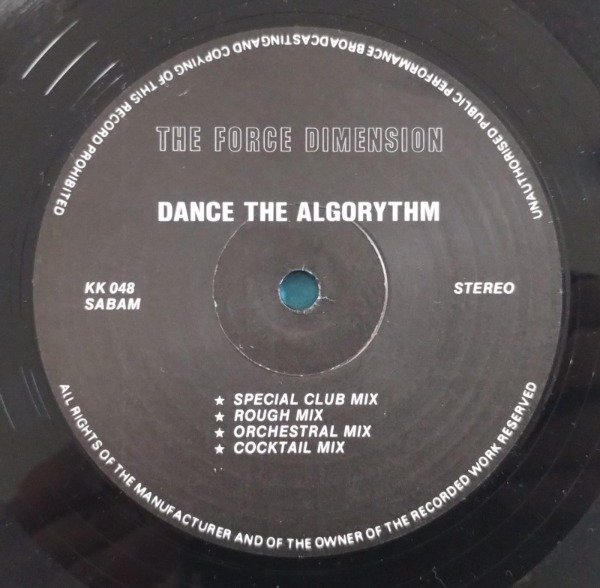 THE FORCE DIMENSION
DANCE THE ALGORYTHM
KK 048
SABAM
STEREO
★ SPECIAL CLUB MIX
★ ROUGH MIX
★ ORCHESTRAL MIX
★ COCKTAIL MIX
ALL RIGHTS OF THE MANUFACTURER AND OF THE OWNER OF THE RECORDED WORK RESERVED
UNAUTHORISED PUBLIC PERFORMANCE BROADCASTINGAND COPYING OF THIS RECORD PROHIBITED